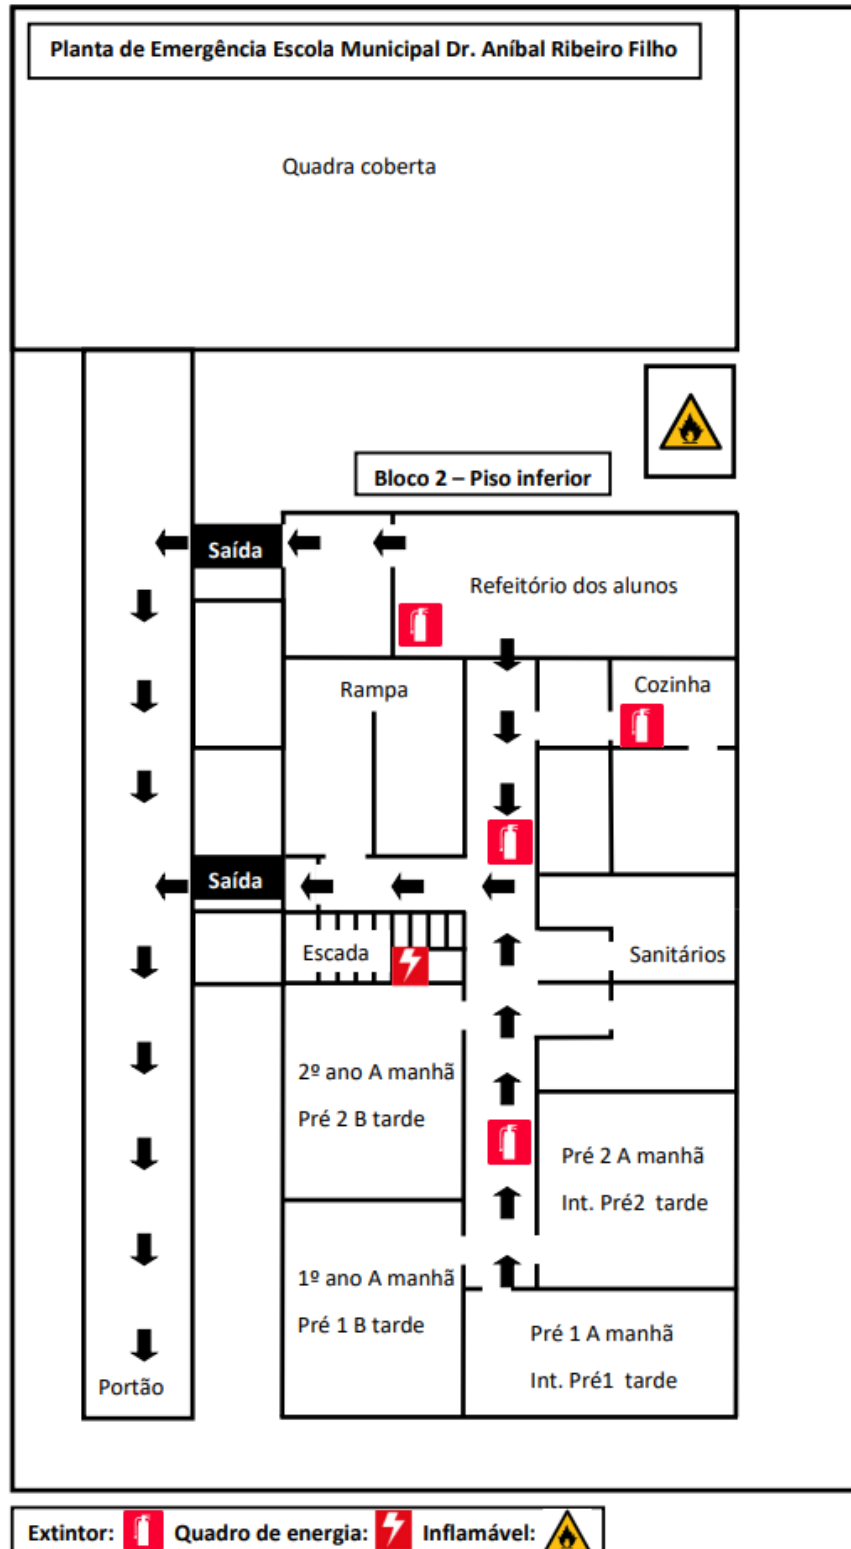 Planta de Emergência Escola Municipal Dr. Aníbal Ribeiro Filho
Quadra coberta
Bloco 2 – Piso inferior
Saída
Refeitório dos alunos
Rampa
Cozinha
Saída
Escada
Sanitários
2º ano A manhã
Pré 2 B tarde
Pré 2 A manhã
Int. Pré2 tarde
1º ano A manhã
Pré 1 B tarde
Pré 1 A manhã
Int. Pré1 tarde
Portão
Extintor: Quadro de energia: Inflamável: